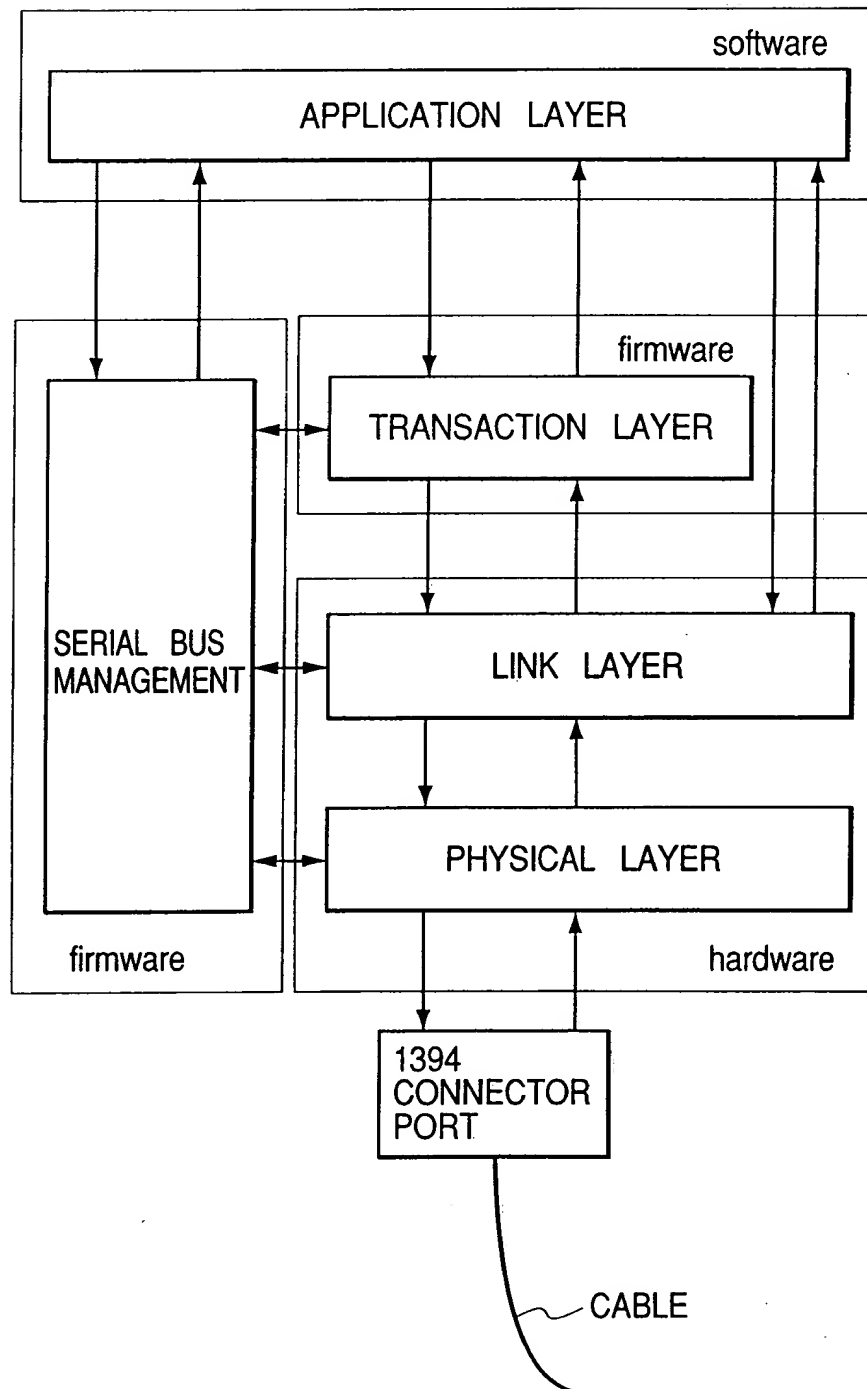 software
APPLICATION LAYER
firmware
TRANSACTION LAYER
SERIAL BUS
MANAGEMENT
LINK LAYER
PHYSICAL LAYER
firmware
hardware
1394
CONNECTOR
PORT
CABLE